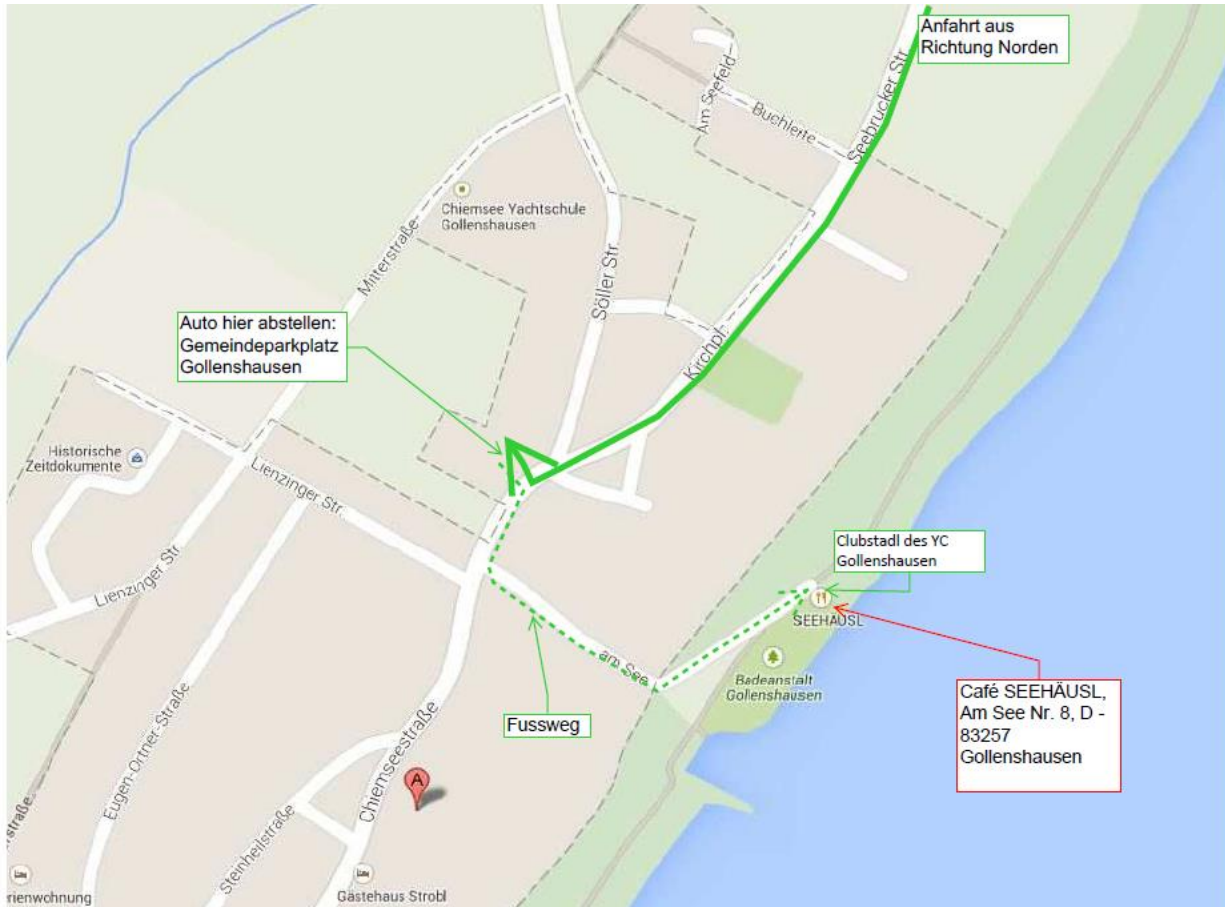 Anfahrt aus
Richtung Norden
Seebrucker Str.
Am Seefeld
Buchlerte
Chiemsee Yachtschule
Gollenshausen
Mitterstraße
Söller Str.
Auto hier abstellen:
Gemeindeparkplatz
Gollenshausen
Kirchpl.
Historische
Zeitdokumente
Lienzinger Str.
Lienzinger Str
Clubstadl des YC
Gollenshausen
SEEHÄUSL
am See
Badeanstalt
Gollenshausen
Fussweg
Café SEEHÄUSL,
Am See Nr. 8, D -
83257
Gollenshausen
Eugen-Ortner-Straße
Chiemseestraße
A
Steinheilstraße
erienwohnung
Gästehaus Strobl